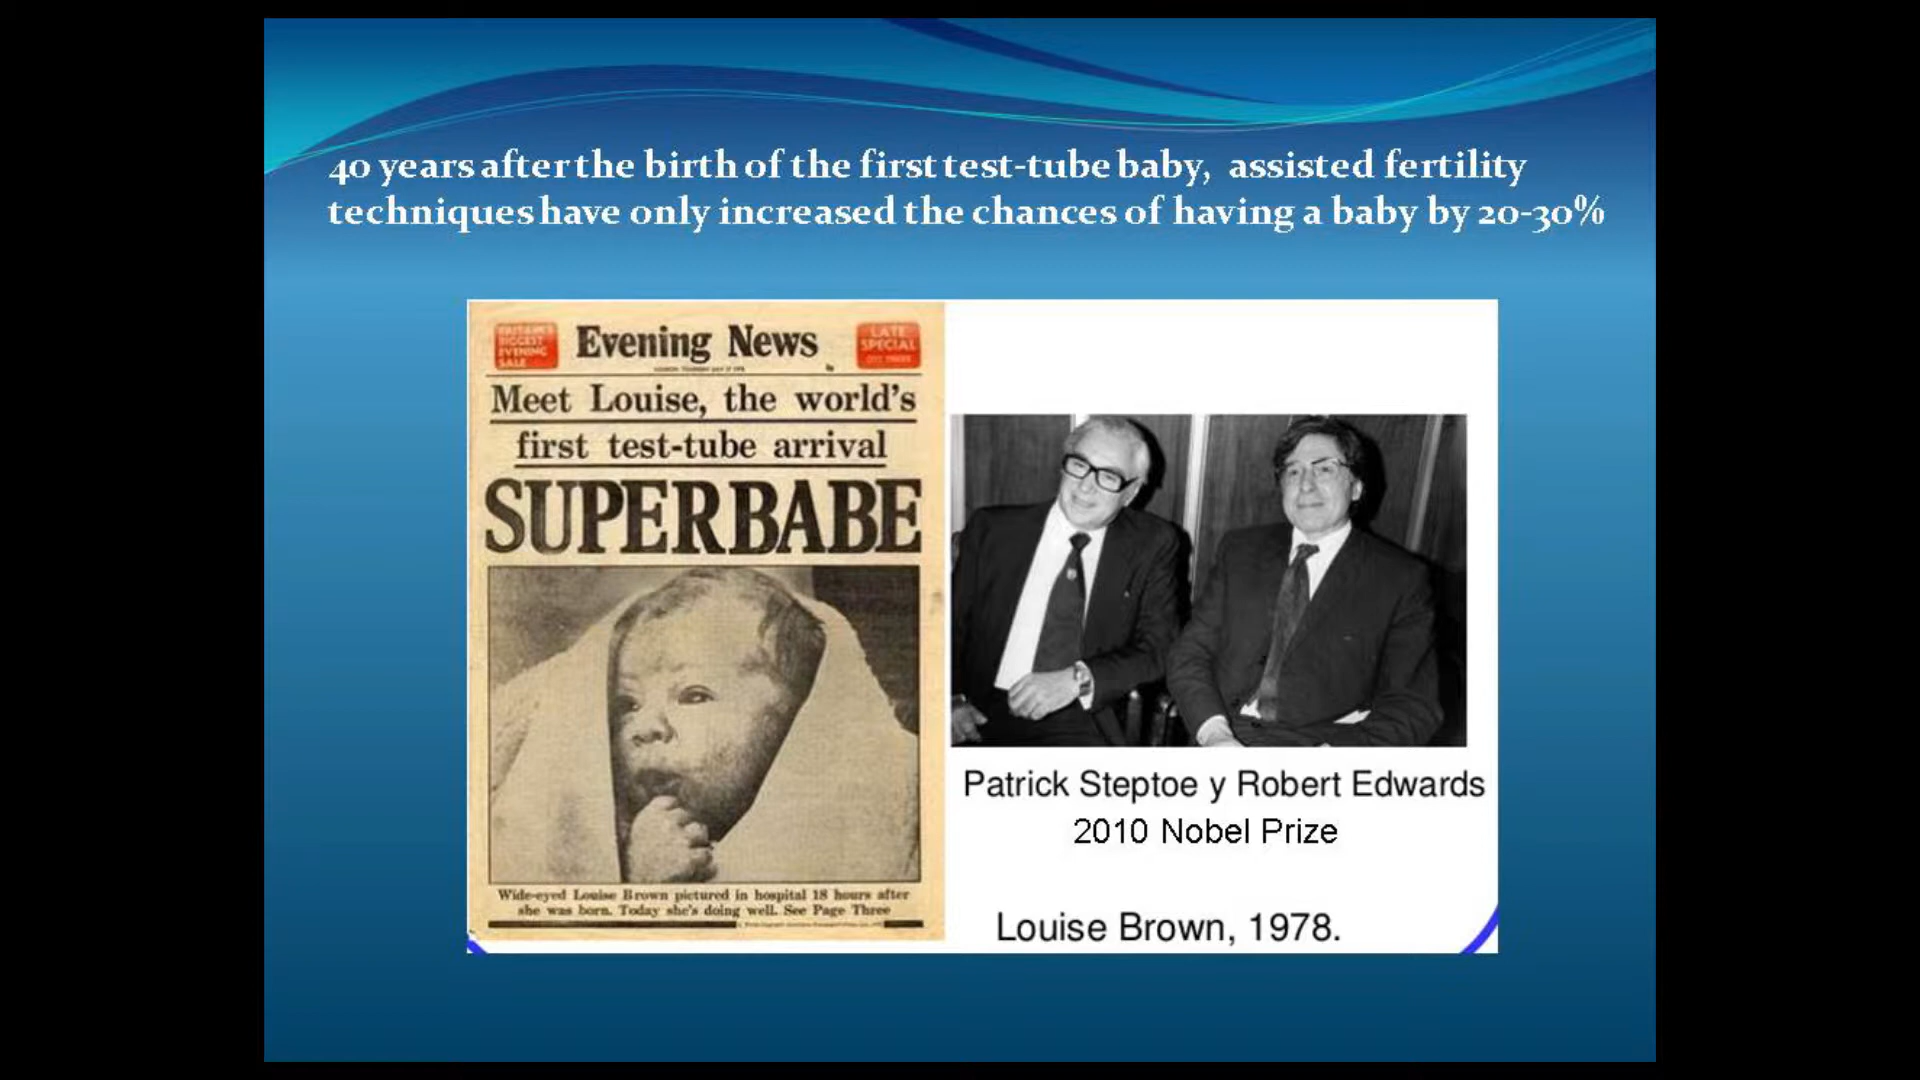 40 years after the birth of the first test-tube baby, assisted fertility
techniques have only increased the chances of having a baby by 20-30%
BRITAIN'S
BIGGEST
EVENING
SALE
Evening News
LATE
SPECIAL
Meet Louise, the world's
first test-tube arrival
SUPERBABE
Wide-eyed Louise Brown pictured in hospital 18 hours after
she was born. Today she's doing well. See Page Three
Patrick Steptoe y Robert Edwards
2010 Nobel Prize
Louise Brown, 1978.